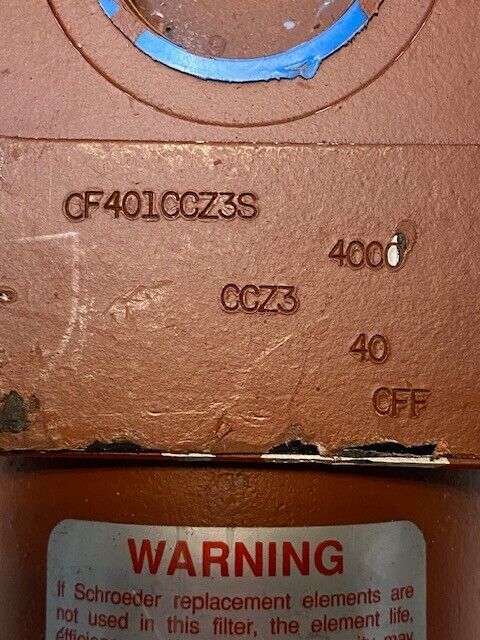 CF401CCZ3S
4000
CCZ3
40
CFF
WARNING
If Schroeder replacement elements are
not used in this filter, the element life,